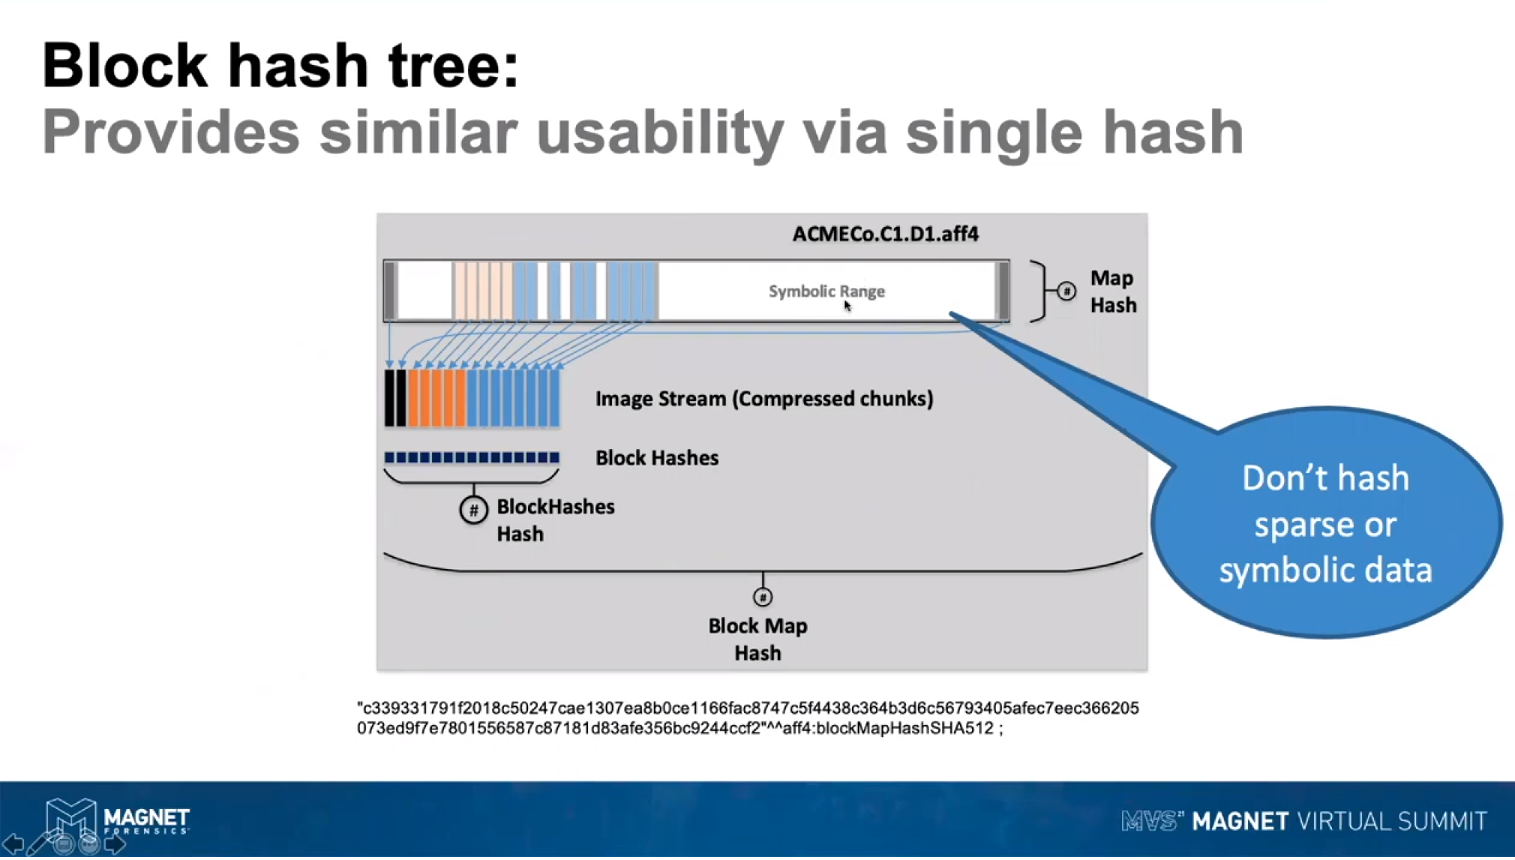 Block hash tree:
Provides similar usability via single hash
ACMECo.C1.D1.aff4
Symbolic Range
#
Map
Hash
Image Stream (Compressed chunks)
Block Hashes
#
BlockHashes
Hash
#
Block Map
Hash
Don’t hash
sparse or
symbolic data
"c339331791f2018c50247cae1307ea8b0ce1166fac8747c5f4438c364b3d6c56793405afec7eec366205
073ed9f7e7801556587c87181d83afe356bc9244ccf2"^^aff4:blockMapHashSHA512 ;
MAGNET
FORENSICS
MVS21 MAGNET VIRTUAL SUMMIT